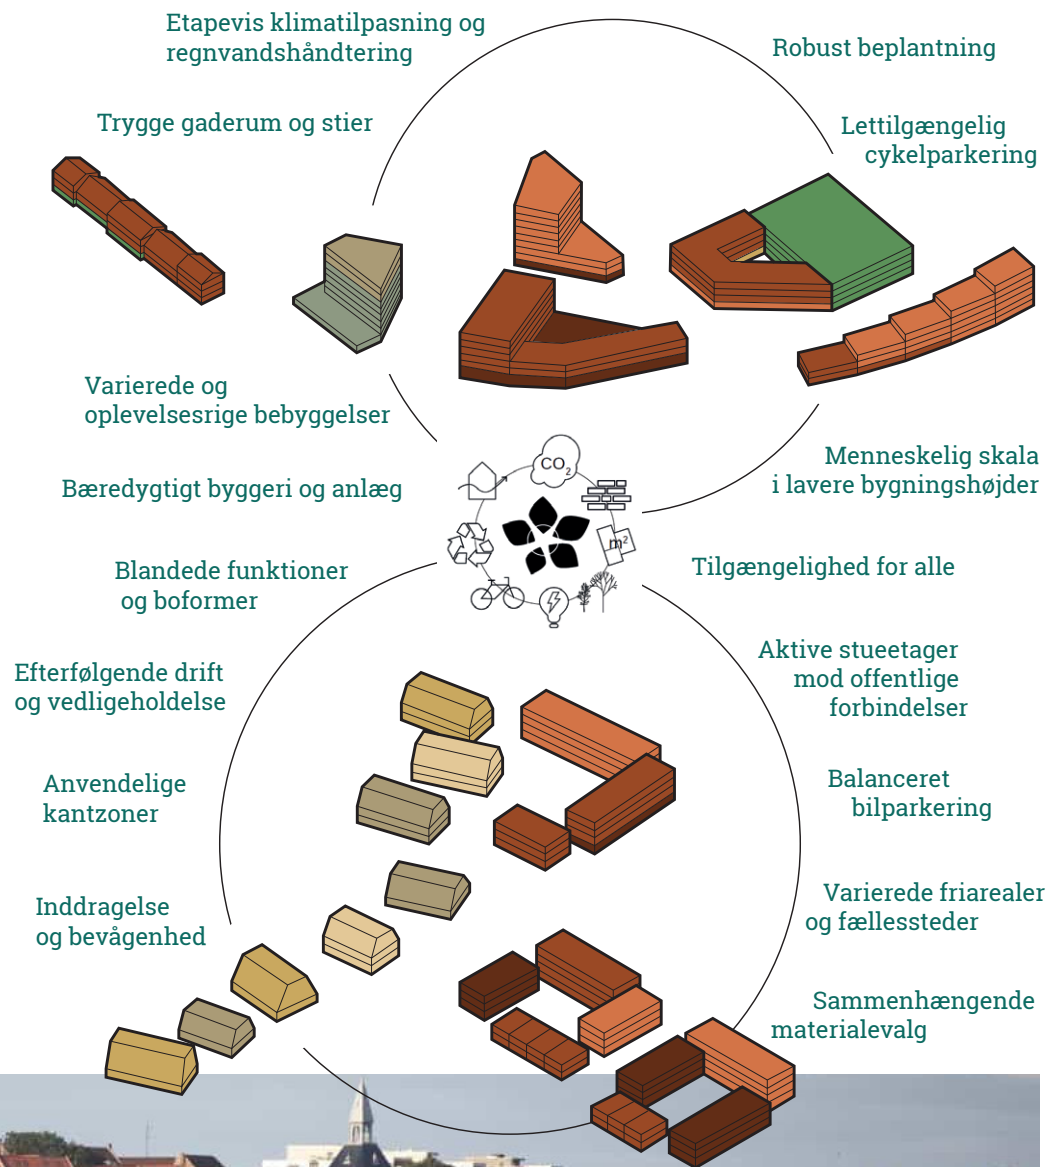 Etapevis klimatilpasning og
regnvandshåndtering
Robust beplantning
Trygge gaderum og stier
Lettilgængelig
cykelparkering
Varierede og
oplevelsesrige bebyggelser
Menneskelig skala
i lavere bygningshøjder
Bæredygtigt byggeri og anlæg
CO₂
m²
Blandede funktioner
og boformer
Tilgængelighed for alle
Efterfølgende drift
og vedligeholdelse
Aktive stueetager
mod offentlige
forbindelser
Anvendelige
kantzoner
Balanceret
bilparkering
Inddragelse
og bevågenhed
Varierede friarealer
og fællessteder
Sammenhængende
materialevalg